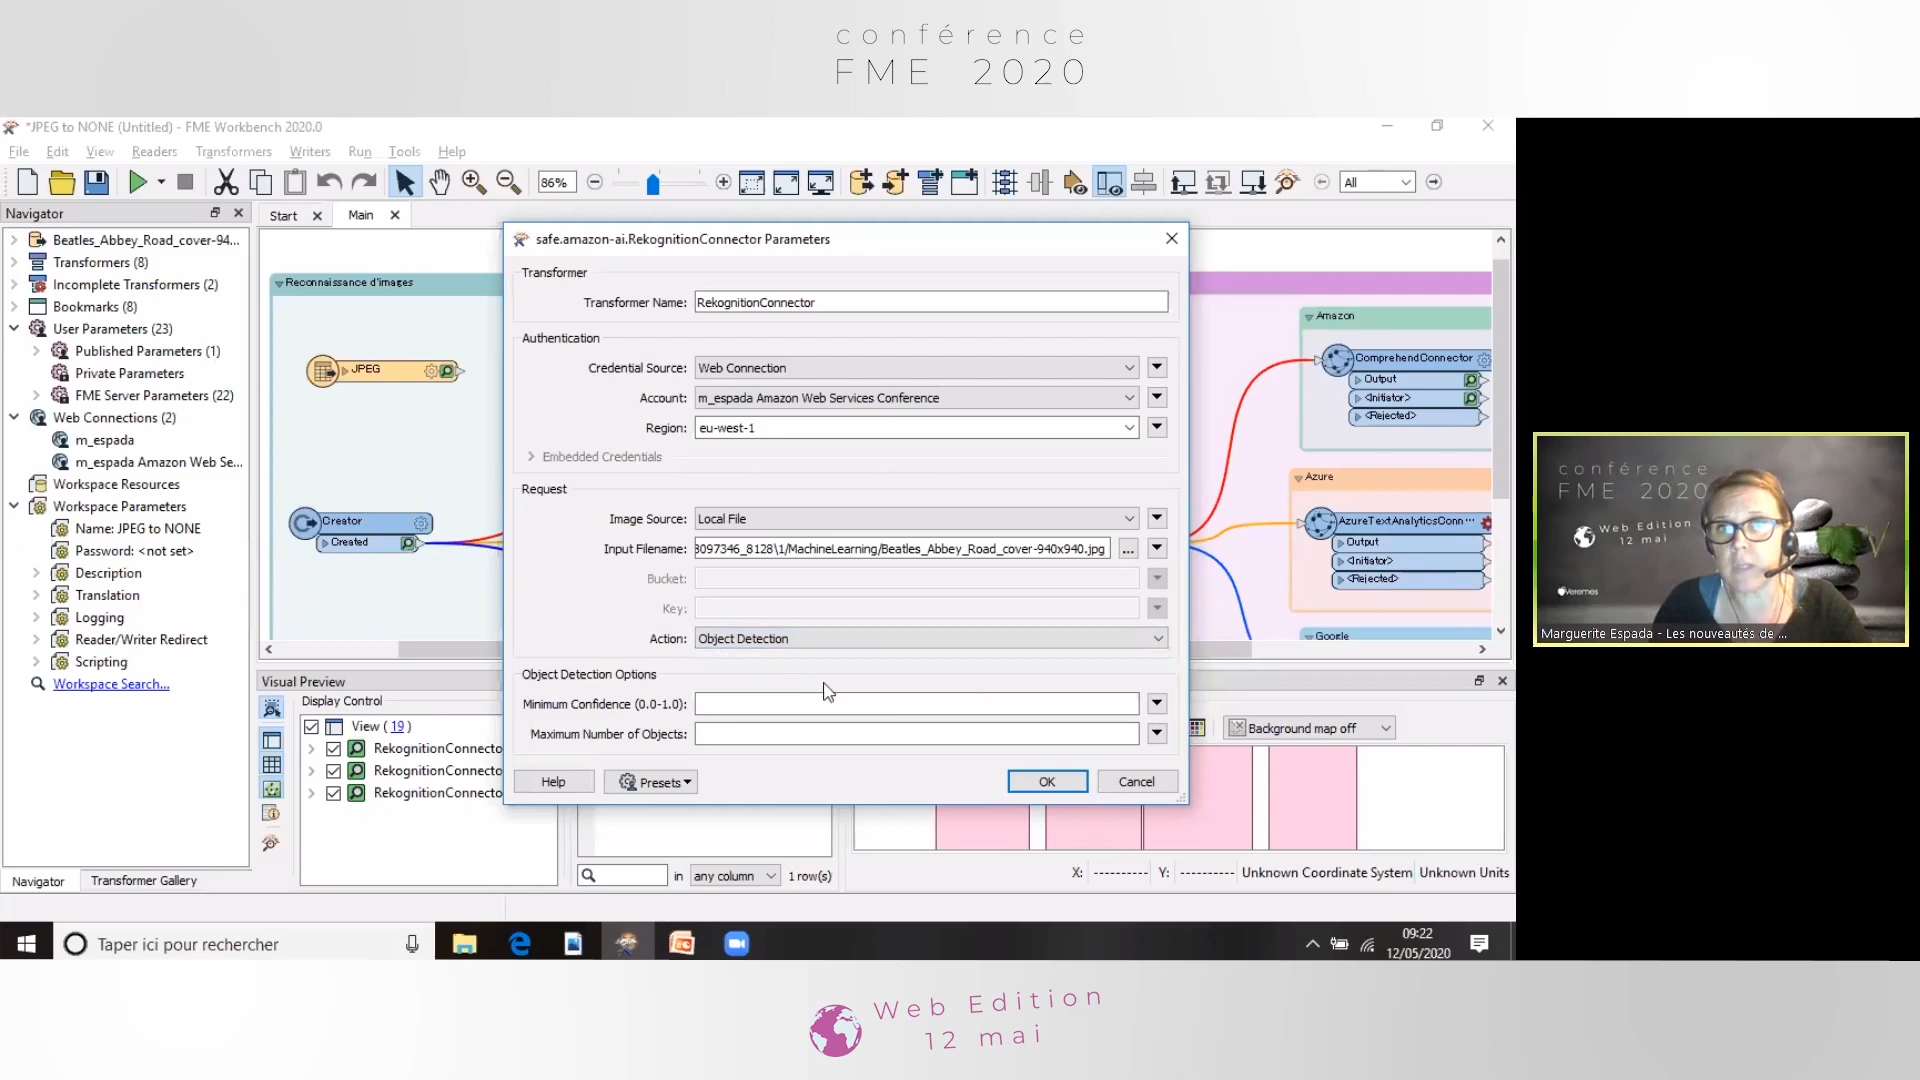 conférence
FME 2020
*JPEG to NONE (Untitled) - FME Workbench 2020.0
File Edit View Readers Transformers Writers Run Tools Help
86%
All
Navigator
Beatles_Abbey_Road_cover-94...
Transformers (8)
Incomplete Transformers (2)
Bookmarks (8)
User Parameters (23)
Published Parameters (1)
Private Parameters
FME Server Parameters (22)
Web Connections (2)
m_espada
m_espada Amazon Web Se...
Workspace Resources
Workspace Parameters
Name: JPEG to NONE
Password: <not set>
Description
Translation
Logging
Reader/Writer Redirect
Scripting
Workspace Search...
Navigator
Transformer Gallery
Start
Main
Reconnaissance d'images
JPEG
Creator
Created
safe.amazon-ai.RekognitionConnector Parameters
Transformer
Transformer Name: RekognitionConnector
Authentication
Credential Source: Web Connection
Account: m_espada Amazon Web Services Conference
Region: eu-west-1
Embedded Credentials
Request
Image Source: Local File
Input Filename: 3097346_8128\1/MachineLearning/Beatles_Abbey_Road_cover-940x940.jpg ...
Bucket:
Key:
Action: Object Detection
Object Detection Options
Minimum Confidence (0.0-1.0):
Maximum Number of Objects:
Help
Presets
OK
Cancel
Amazon
ComprehendConnector
Output
<Initiator>
<Rejected>
Azure
AzureTextAnalyticsConn...
Output
<Initiator>
<Rejected>
Google
Visual Preview
Display Control
View (19)
RekognitionConnecto
RekognitionConnecto
RekognitionConnecto
in any column 1 row(s)
Background map off
X: ---------- Y: ---------- Unknown Coordinate System Unknown Units
Taper ici pour rechercher
09:22
12/05/2020
conférence
FME 2020
Web Edition
12 mai
Veremes
Marguerite Espada - Les nouveautés de ...
Web Edition
12 mai